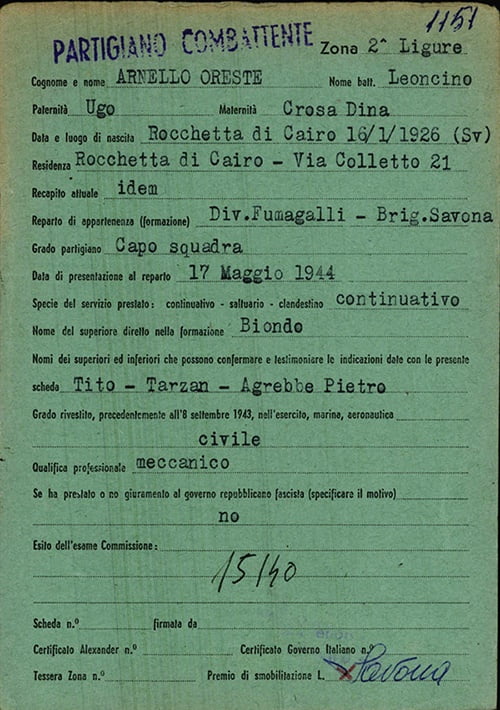 1151
PARTIGIANO COMBATTENTE Zona 2^ Ligure
Cognome e nome ARNELLO ORESTE Nome batt. Leoncino
Paternità Ugo Maternità Crosa Dina
Data e luogo di nascita Rocchetta di Cairo 16/1/1926 (Sv)
Residenza Rocchetta di Cairo - Via Colletto 21
Recapito attuale idem
Reparto di appartenenza (formazione) Div.Fumagalli - Brig.Savona
Grado partigiano Capo squadra
Data di presentazione al reparto 17 Maggio 1944
Specie del servizio prestato: continuativo - saltuario - clandestino continuativo
Nome del superiore diretto nella formazione Biondo
Nomi dei superiori ed inferiori che possono confermare e testimoniare le indicazioni date con le presente
scheda Tito - Tarzan - Agrebbe Pietro
Grado rivestito, precedentemente all'8 settembre 1943, nell'esercito, marina, aeronautica
civile
Qualifica professionale meccanico
Se ha prestato o no giuramento al governo repubblicano fascista (specificare il motivo)
no
Esito dell'esame Commissione:
15140
Scheda n.º firmata da
Certificato Alexander n.º Certificato Governo Italiano n.º
Tessera Zona n.º Premio di smobilitazione L. Savona